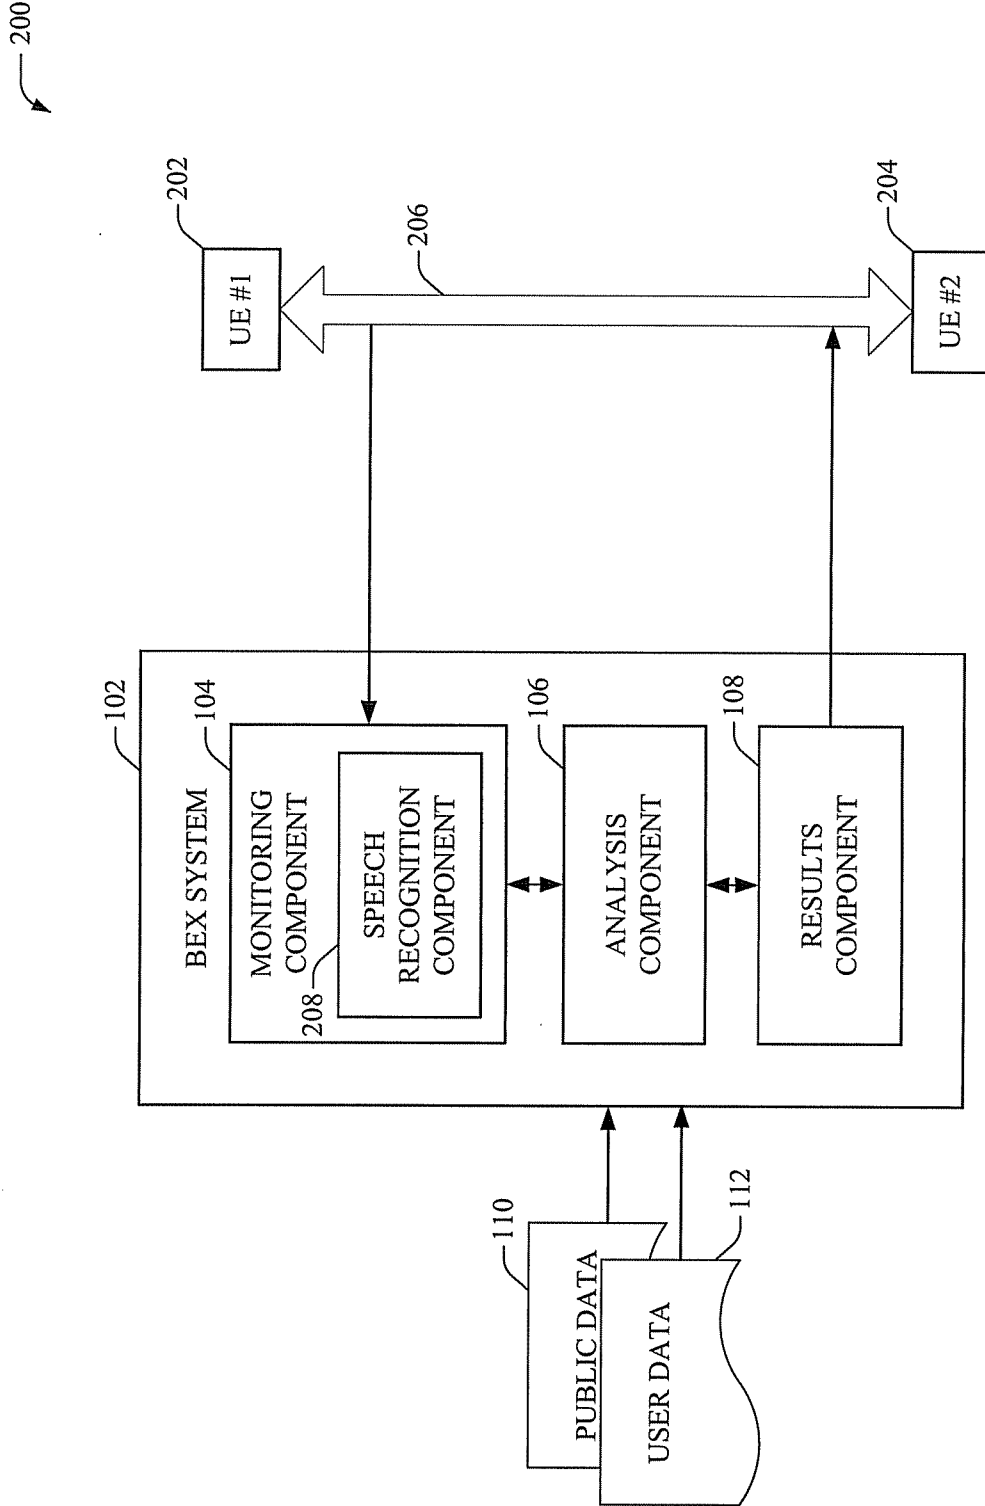 200
202
UE #1
206
204
UE #2
102
BEX SYSTEM
104
MONITORING
COMPONENT
208
SPEECH
RECOGNITION
COMPONENT
106
ANALYSIS
COMPONENT
108
RESULTS
COMPONENT
110
PUBLIC DATA
112
USER DATA